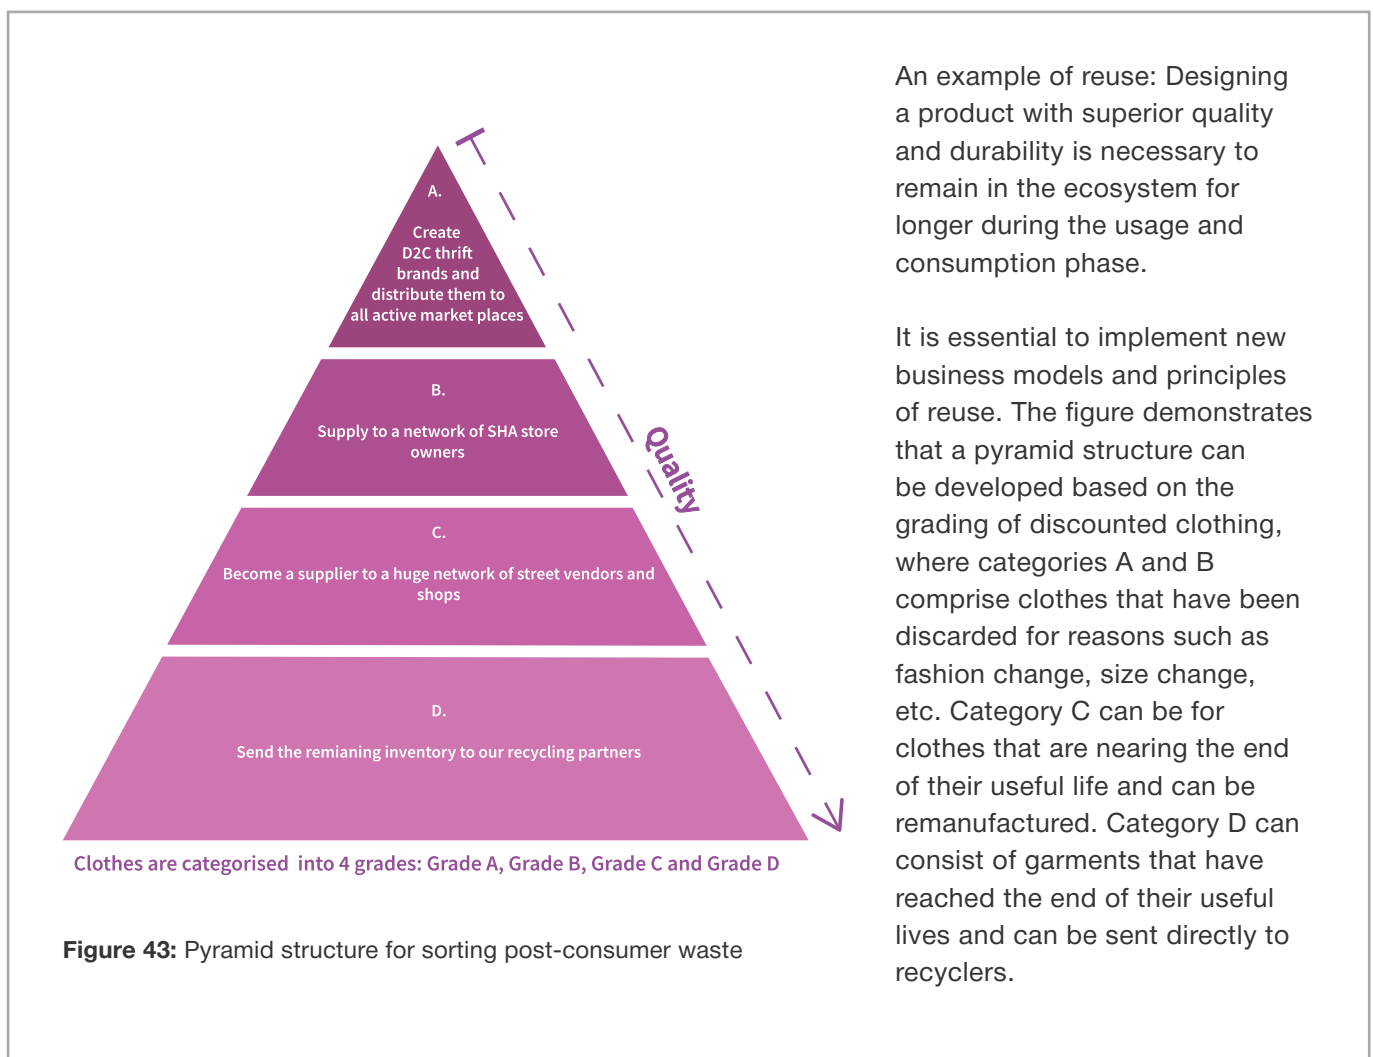 A.
Create
D2C thrift
brands and
distribute them to
all active market places
B.
Supply to a network of SHA store
owners
C.
Become a supplier to a huge network of street vendors and
shops
D.
Send the remianing inventory to our recycling partners
Quality
Clothes are categorised into 4 grades: Grade A, Grade B, Grade C and Grade D
Figure 43: Pyramid structure for sorting post-consumer waste
An example of reuse: Designing
a product with superior quality
and durability is necessary to
remain in the ecosystem for
longer during the usage and
consumption phase.
It is essential to implement new
business models and principles
of reuse. The figure demonstrates
that a pyramid structure can
be developed based on the
grading of discounted clothing,
where categories A and B
comprise clothes that have been
discarded for reasons such as
fashion change, size change,
etc. Category C can be for
clothes that are nearing the end
of their useful life and can be
remanufactured. Category D can
consist of garments that have
reached the end of their useful
lives and can be sent directly to
recyclers.